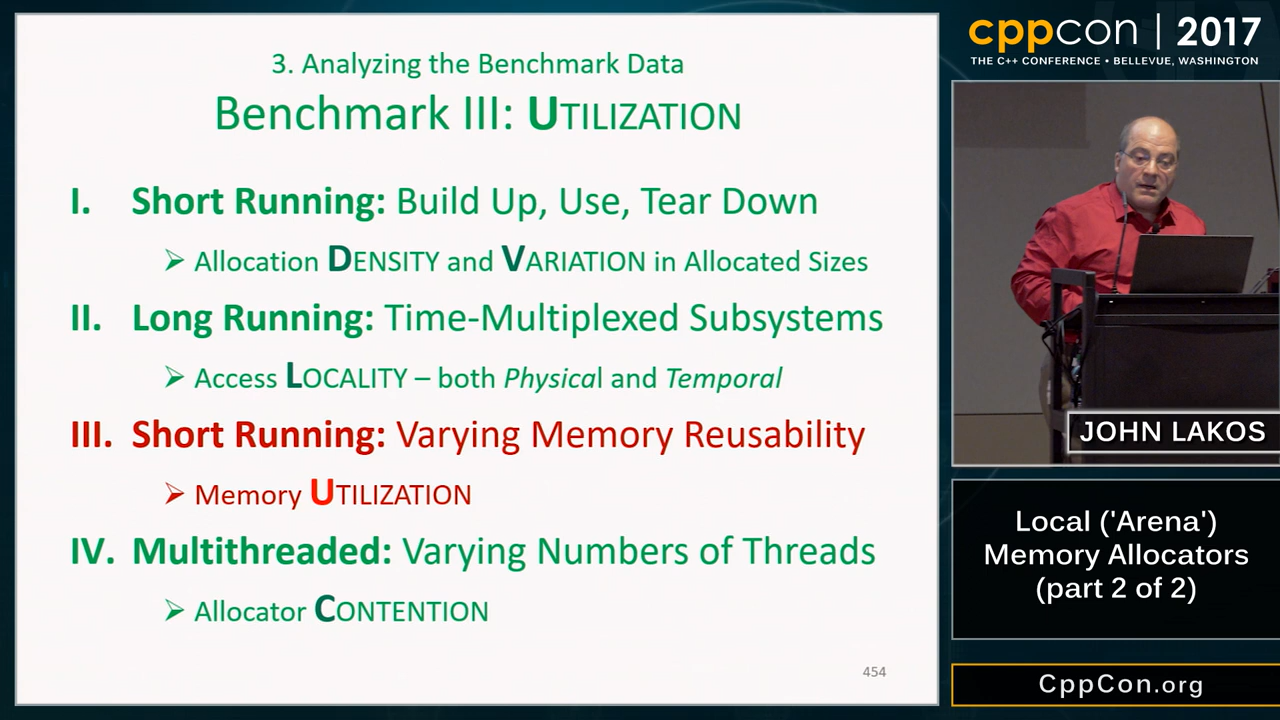 3. Analyzing the Benchmark Data
Benchmark III: UTILIZATION
I. Short Running: Build Up, Use, Tear Down
➢ Allocation DENSITY and VARIATION in Allocated Sizes
II. Long Running: Time-Multiplexed Subsystems
➢ Access LOCALITY – both Physical and Temporal
III. Short Running: Varying Memory Reusability
➢ Memory UTILIZATION
IV. Multithreaded: Varying Numbers of Threads
➢ Allocator CONTENTION
454
cppcon | 2017
THE C++ CONFERENCE • BELLEVUE, WASHINGTON
JOHN LAKOS
Local ('Arena')
Memory Allocators
(part 2 of 2)
CppCon.org